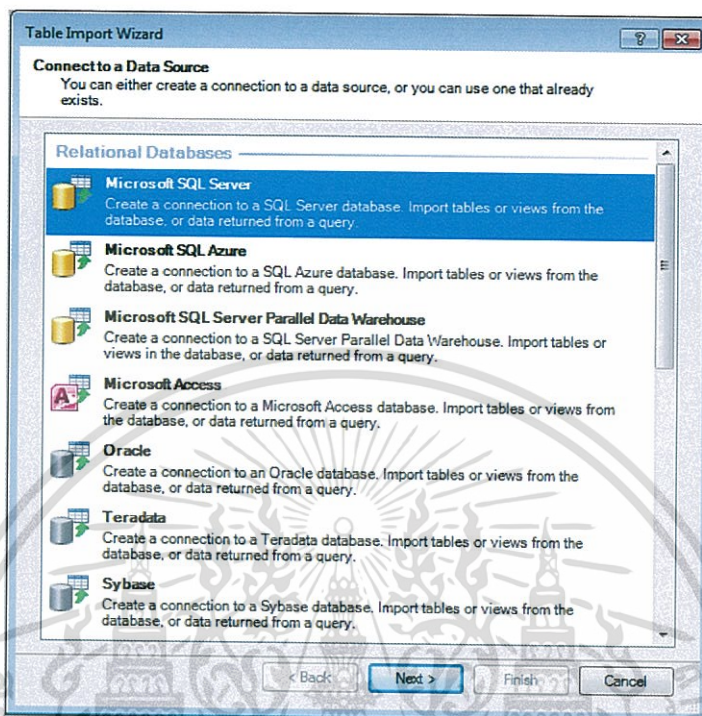 Table Import Wizard
Connect to a Data Source
You can either create a connection to a data source, or you can use one that already
exists.
Relational Databases
Microsoft SQL Server
Create a connection to a SQL Server database. Import tables or views from the
database, or data returned from a query.
Microsoft SQL Azure
Create a connection to a SQL Azure database. Import tables or views from the
database, or data returned from a query.
Microsoft SQL Server Parallel Data Warehouse
Create a connection to a SQL Server Parallel Data Warehouse. Import tables or
views in the database, or data returned from a query.
Microsoft Access
Create a connection to a Microsoft Access database. Import tables or views from
the database, or data returned from a query.
Oracle
Create a connection to an Oracle database. Import tables or views from the
database, or data returned from a query.
Teradata
Create a connection to a Teradata database. Import tables or views from the
database, or data returned from a query.
Sybase
Create a connection to a Sybase database. Import tables or views from the
database, or data returned from a query.
< Back Next > Finish Cancel